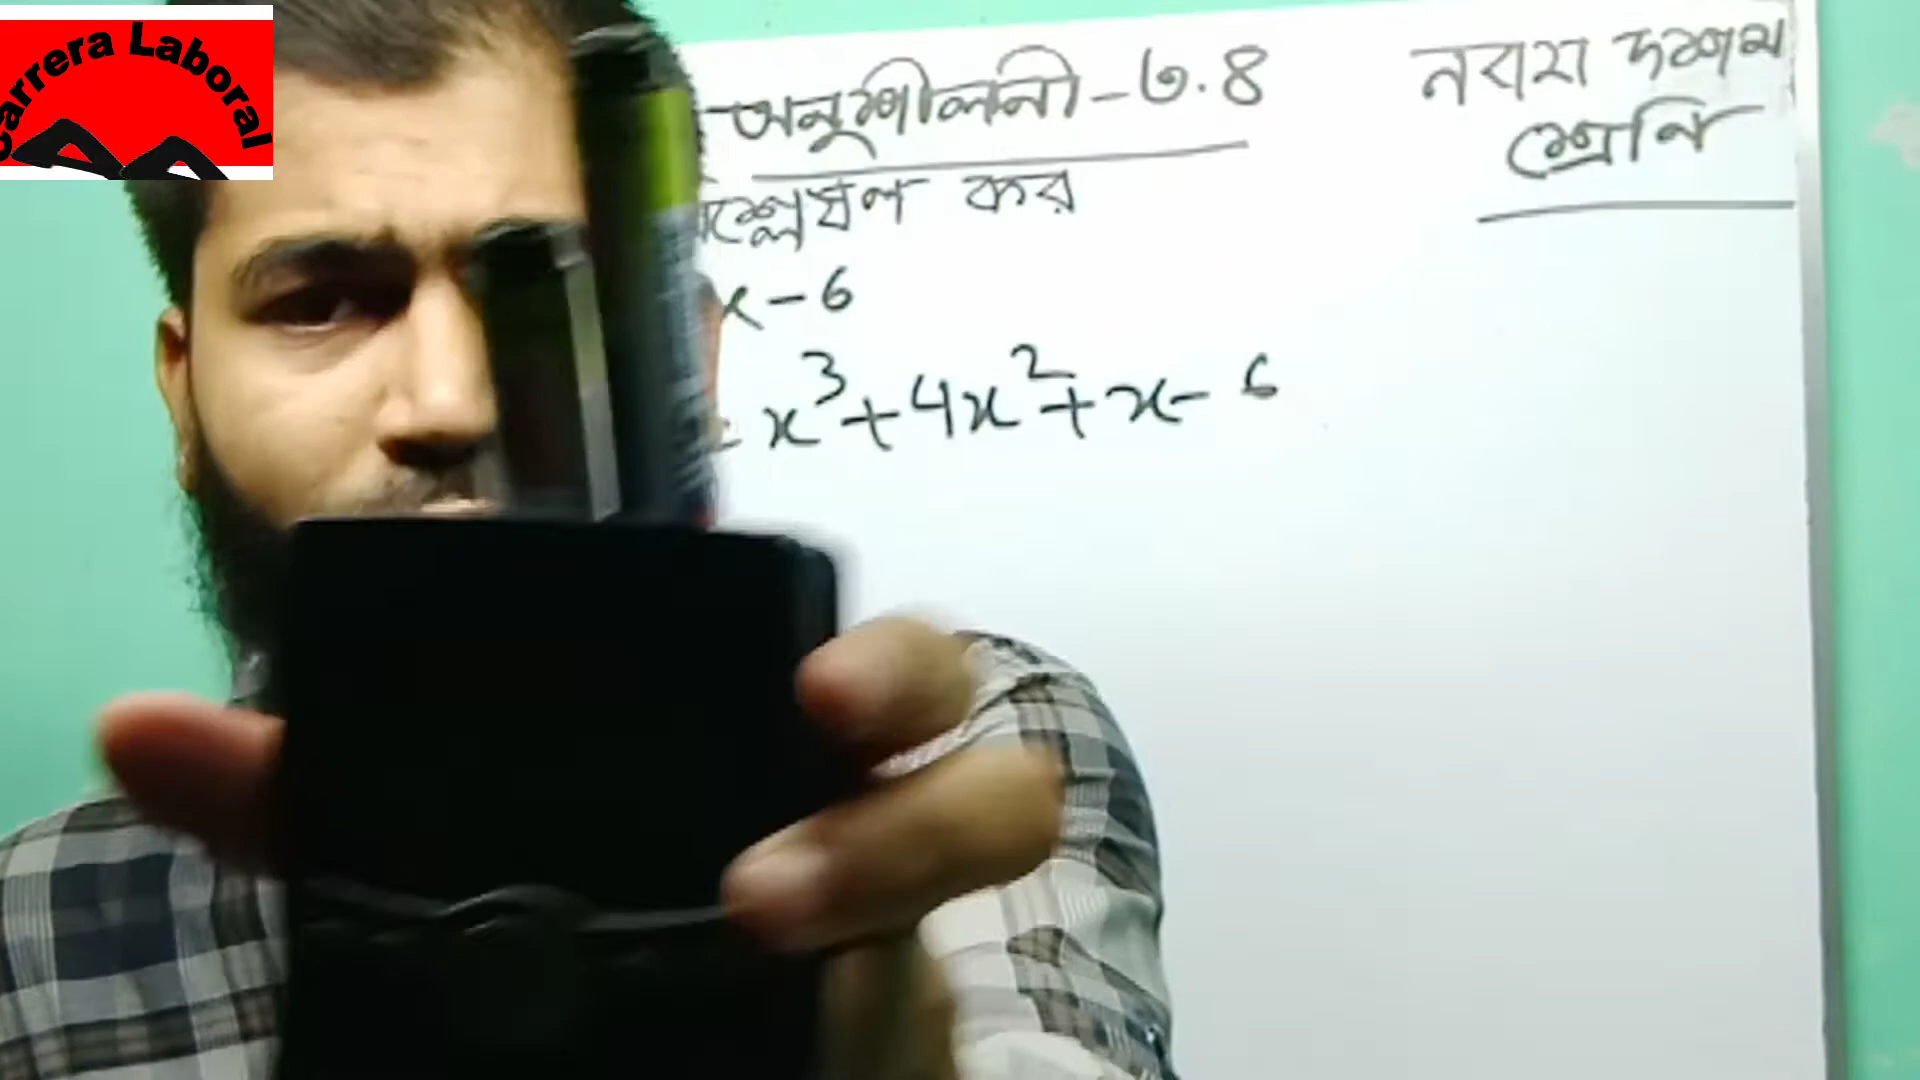 Carrera Laboral
অনুশীলনী-৩.৪
নবম দশম
শ্রেনি
শ্লেষণ কর
x-6
x³+4x²+x-6